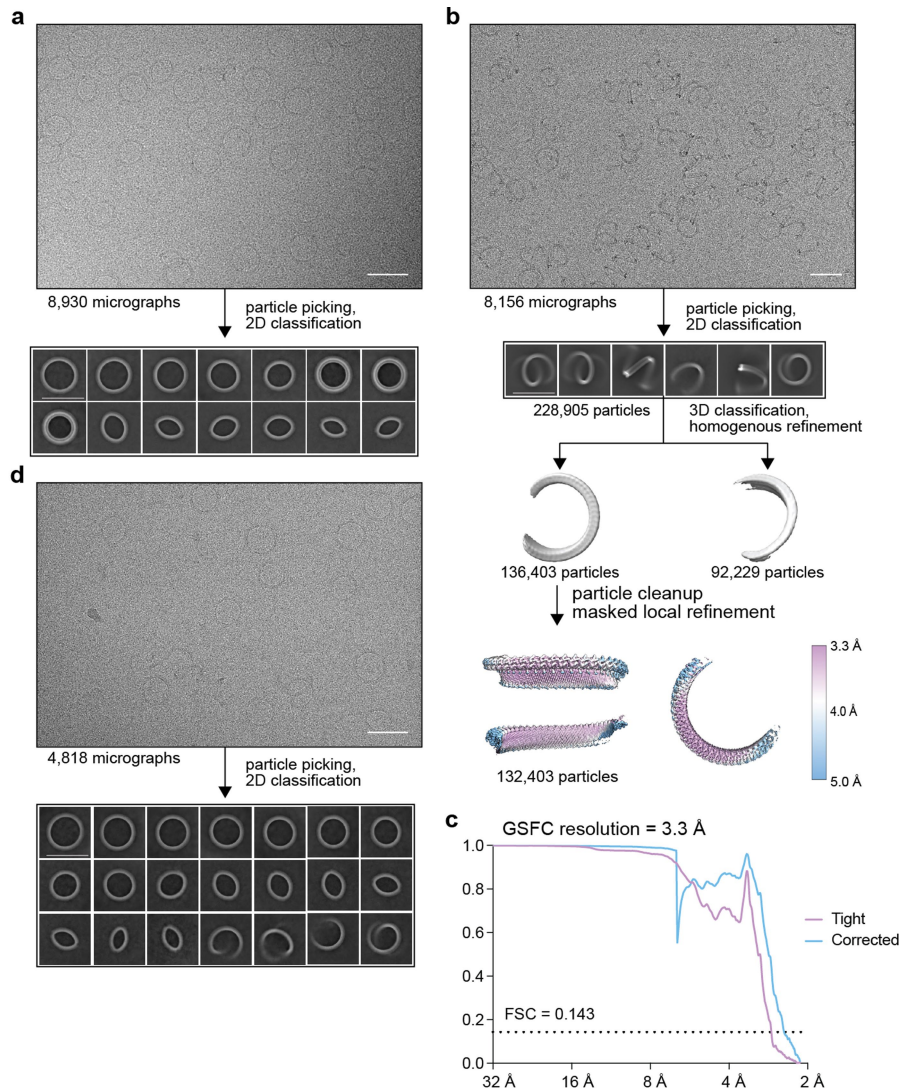 a
8,930 micrographs
particle picking,
2D classification
b
8,156 micrographs
particle picking,
2D classification
228,905 particles
3D classification,
homogenous refinement
136,403 particles
92,229 particles
particle cleanup
masked local refinement
132,403 particles
3.3 Å
4.0 Å
5.0 Å
d
4,818 micrographs
particle picking,
2D classification
c
GSFC resolution = 3.3 Å
1.0
0.8
0.6
0.4
0.2
0.0
FSC = 0.143
Tight
Corrected
32 Å
16 Å
8 Å
4 Å
2 Å